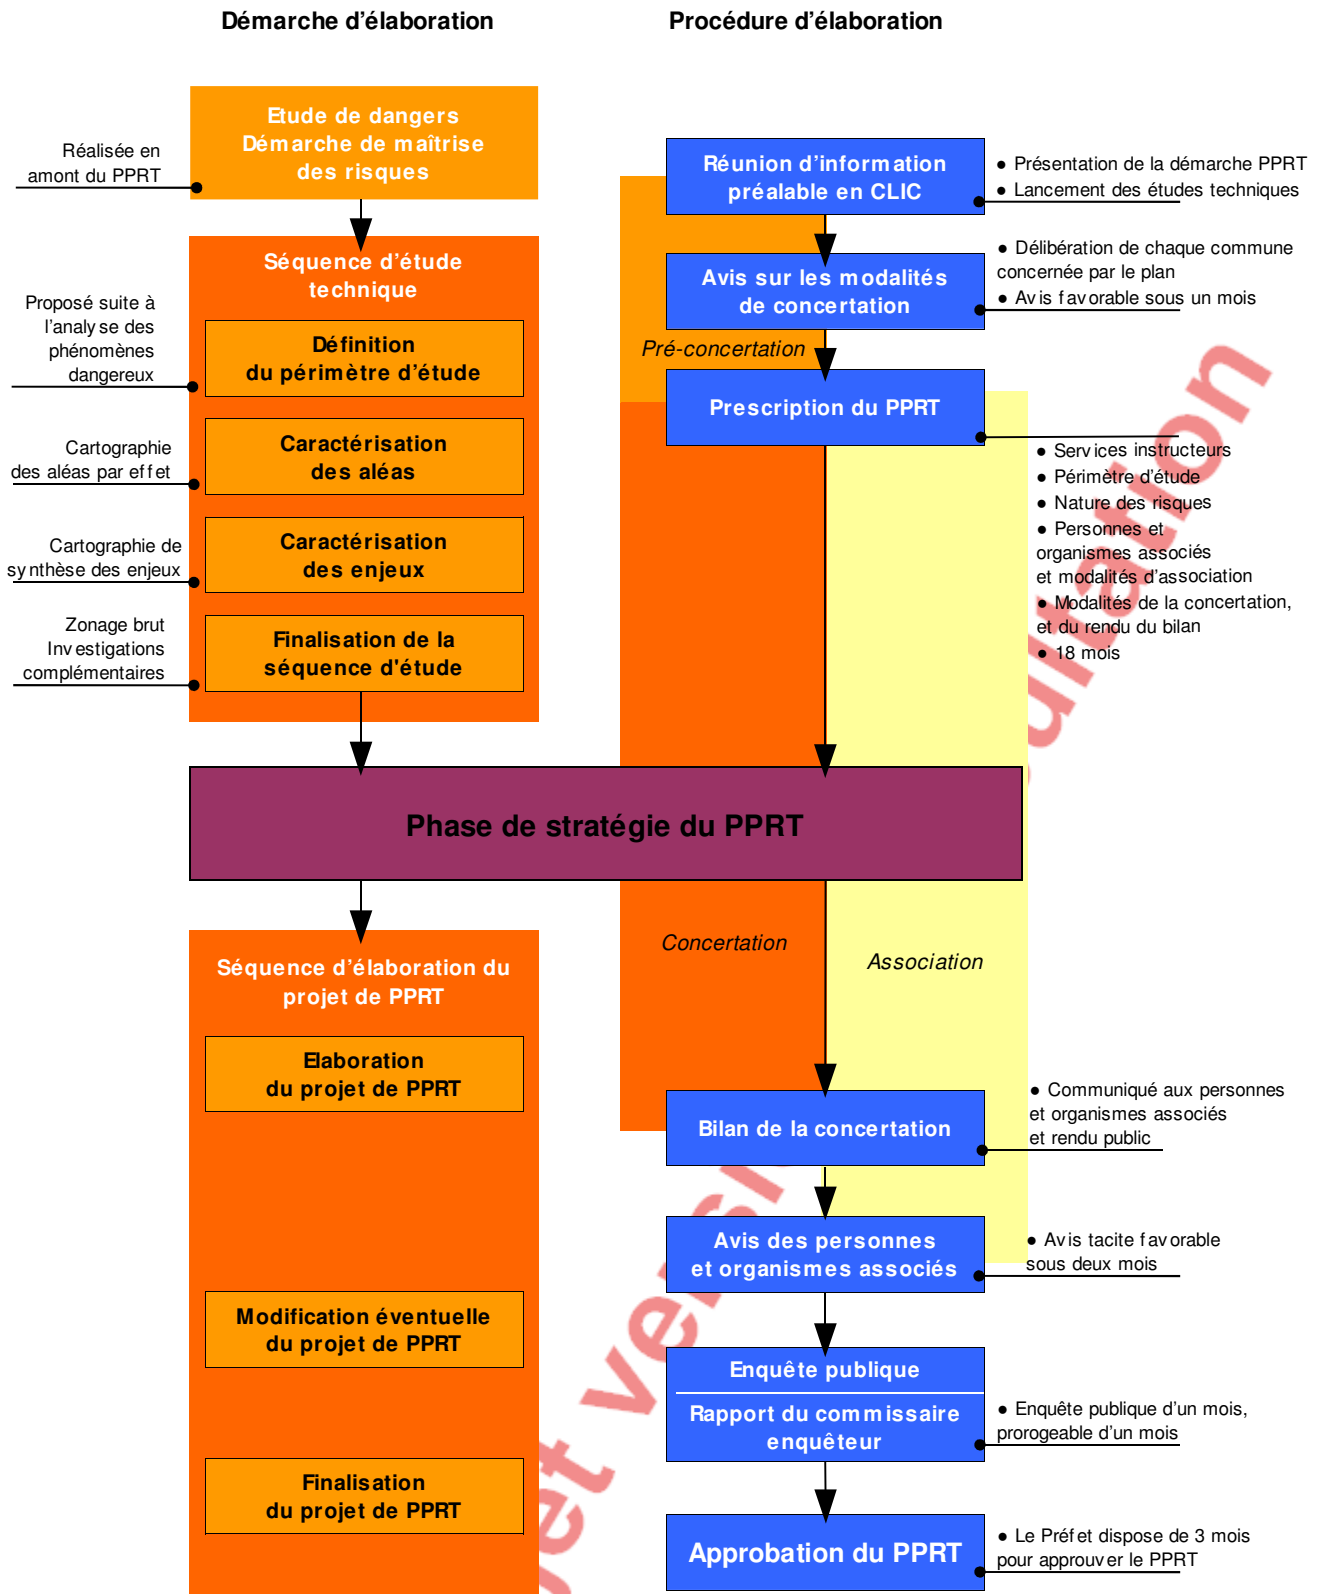 Démarche d’élaboration
Procédure d’élaboration
Etude de dangers
Démarche de maîtrise
des risques
Réalisée en
amont du PPRT
Séquence d’étude
technique
Proposé suite à
l’analyse des
phénomènes
dangereux
Définition
du périmètre d’étude
Cartographie
des aléas par effet
Caractérisation
des aléas
Cartographie de
synthèse des enjeux
Caractérisation
des enjeux
Zonage brut
Investigations
complémentaires
Finalisation de la
séquence d'étude
Réunion d’information
préalable en CLIC
● Présentation de la démarche PPRT
● Lancement des études techniques
Avis sur les modalités
de concertation
● Délibération de chaque commune
concernée par le plan
● Avis favorable sous un mois
Pré-concertation
Prescription du PPRT
● Services instructeurs
● Périmètre d’étude
● Nature des risques
● Personnes et
organismes associés
et modalités d’association
● Modalités de la concertation,
et du rendu du bilan
● 18 mois
Phase de stratégie du PPRT
Concertation
Association
Séquence d’élaboration du
projet de PPRT
Elaboration
du projet de PPRT
Modification éventuelle
du projet de PPRT
Finalisation
du projet de PPRT
Bilan de la concertation
● Communiqué aux personnes
et organismes associés
et rendu public
Avis des personnes
et organismes associés
● Avis tacite favorable
sous deux mois
Enquête publique
Rapport du commissaire
enquêteur
● Enquête publique d’un mois,
prorogeable d’un mois
Approbation du PPRT
● Le Préfet dispose de 3 mois
pour approuver le PPRT